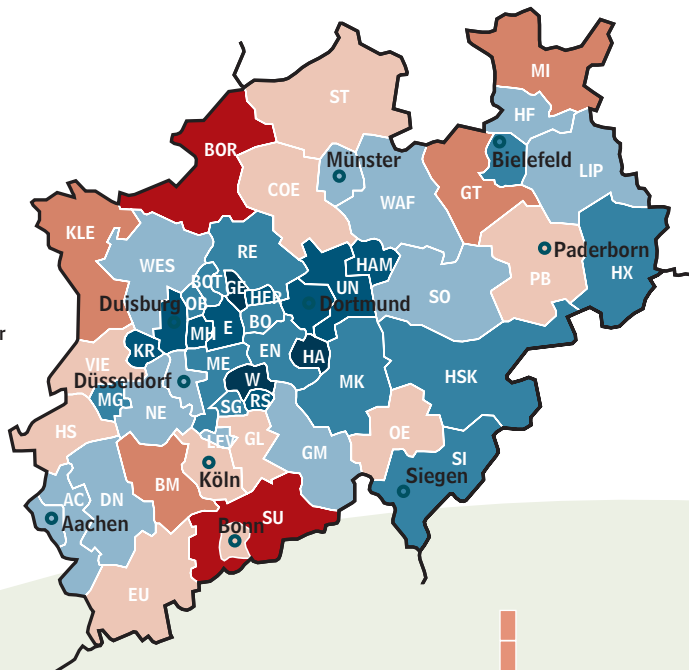 MI
ST
HF
BOR
Münster
Bielefeld
COE
GT
LIP
WAF
KLE
RE
Paderborn
WES
HAM
HX
BOT
GE
UN
PB
OB
HER
SO
Duisburg
Dortmund
BO
MH
E
r
KR
EN
HA
VIE
ME
Düsseldorf
W
MK
HSK
MG
SG
RS
NE
HS
OE
LEV
GL
GM
SI
Köln
Siegen
BM
AC
DN
SU
Aachen
Bonn
EU